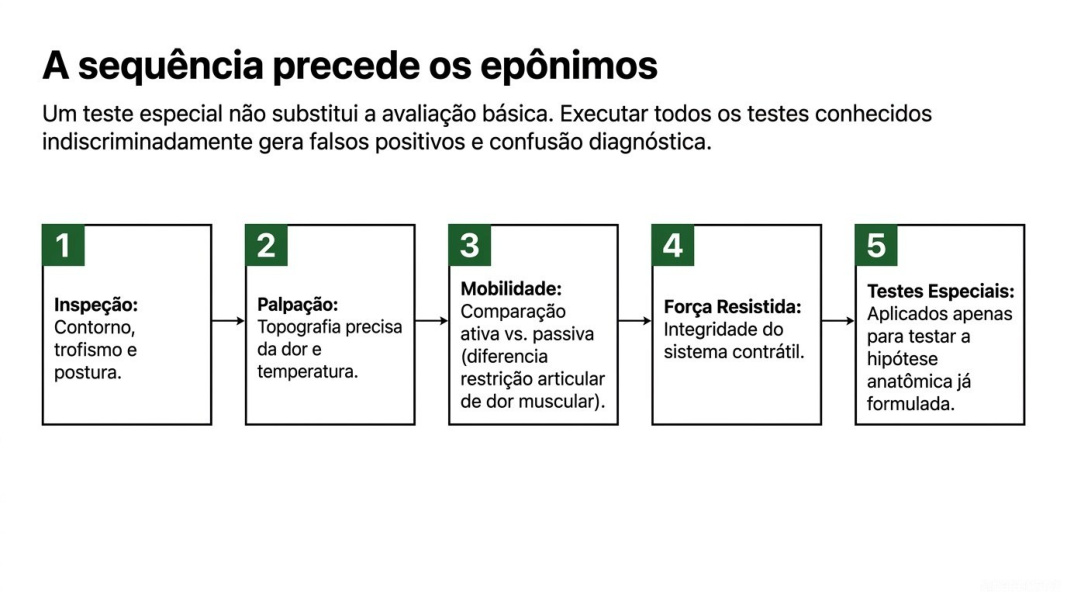 A sequência precede os epônimos
Um teste especial não substitui a avaliação básica. Executar todos os testes conhecidos
indiscriminadamente gera falsos positivos e confusão diagnóstica.
1
Inspeção:
Contorno,
trofismo e
postura.
2
Palpação:
Topografia precisa
da dor e
temperatura.
3
Mobilidade:
Comparação
ativa vs. passiva
(diferencia
restrição articular
de dor muscular).
4
Força Resistida:
Integridade do
sistema contrátil.
5
Testes Especiais:
Aplicados apenas
para testar a
hipótese
anatômica já
formulada.